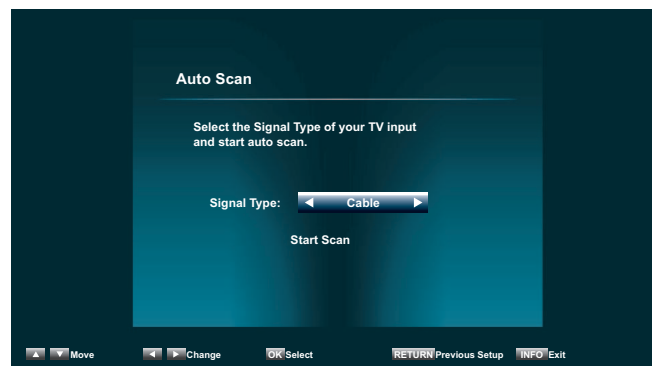 Auto Scan
Select the Signal Type of your TV input
and start auto scan.
Signal Type: Cable
Start Scan
Move Change OK Select RETURN Previous Setup INFO Exit